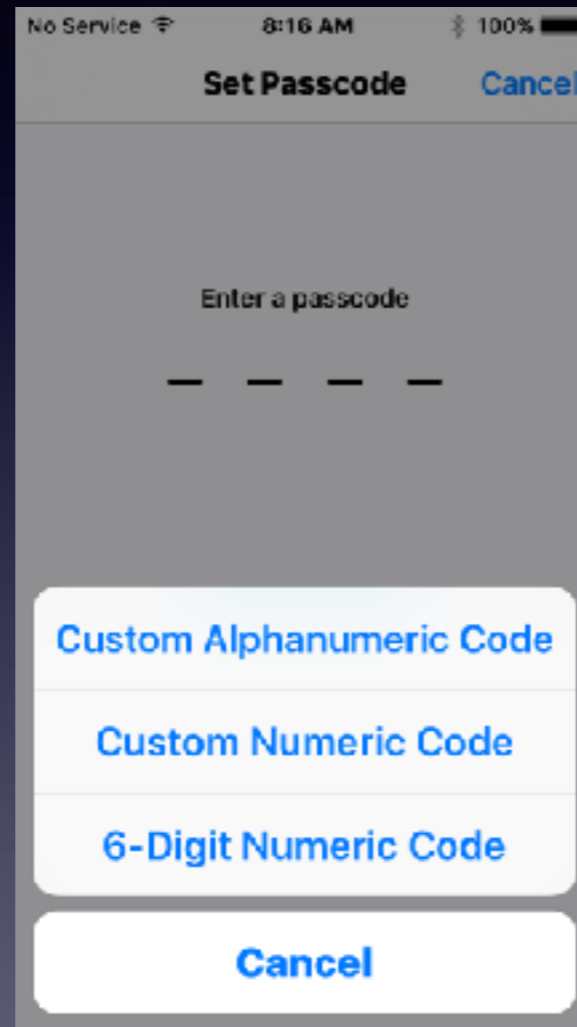 No Service 8:16 AM 100%
Set Passcode Cancel
Enter a passcode
Custom Alphanumeric Code
Custom Numeric Code
6-Digit Numeric Code
Cancel